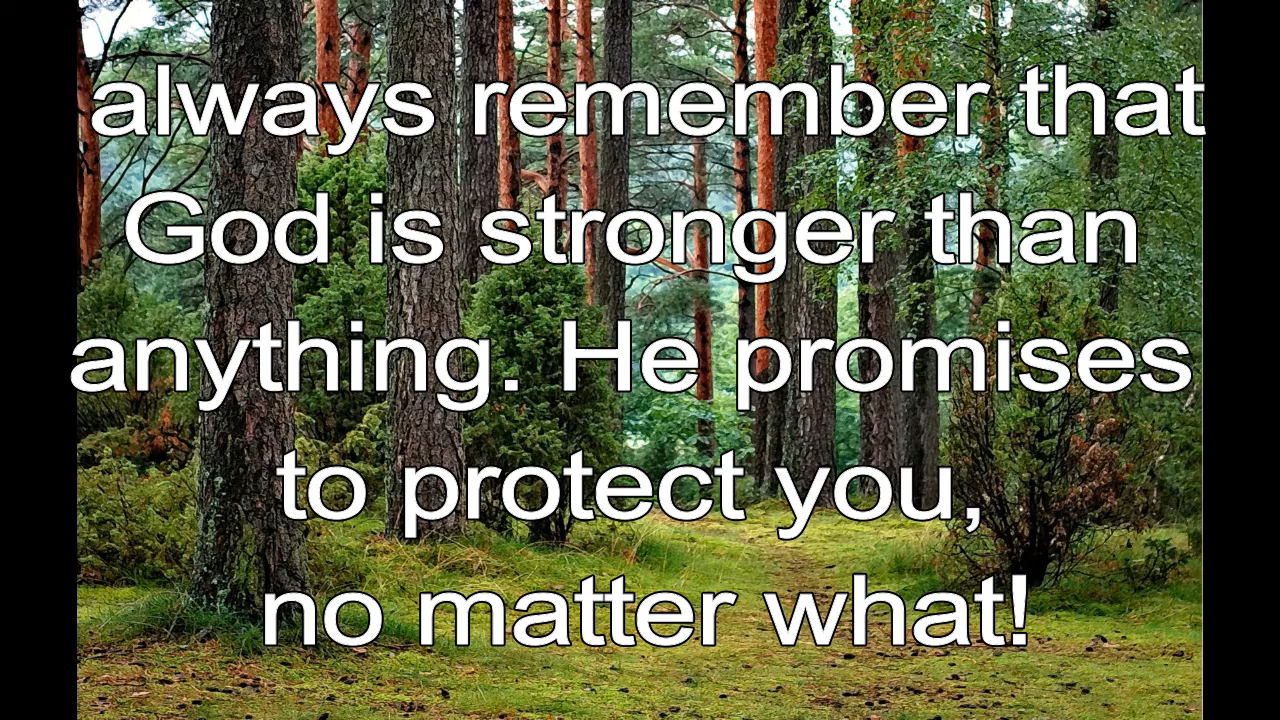 always remember that
God is stronger than
anything. He promises
to protect you,
no matter what!